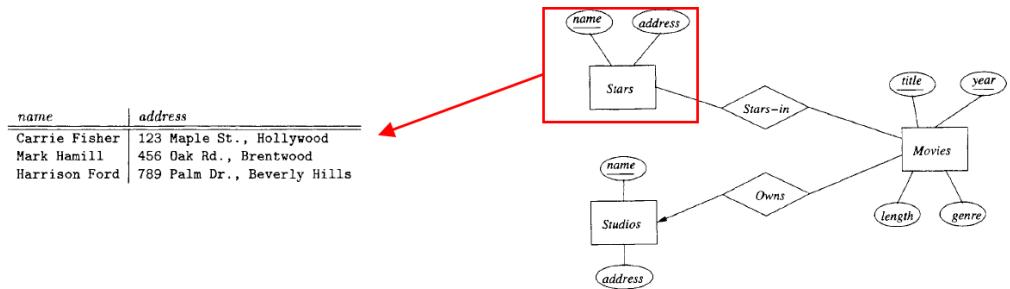 name address
Carrie Fisher 123 Maple St., Hollywood
Mark Hamill 456 Oak Rd., Brentwood
Harrison Ford 789 Palm Dr., Beverly Hills
name address
Stars
Stars-in
title year
Movies
length genre
name
Owns
Studios
address